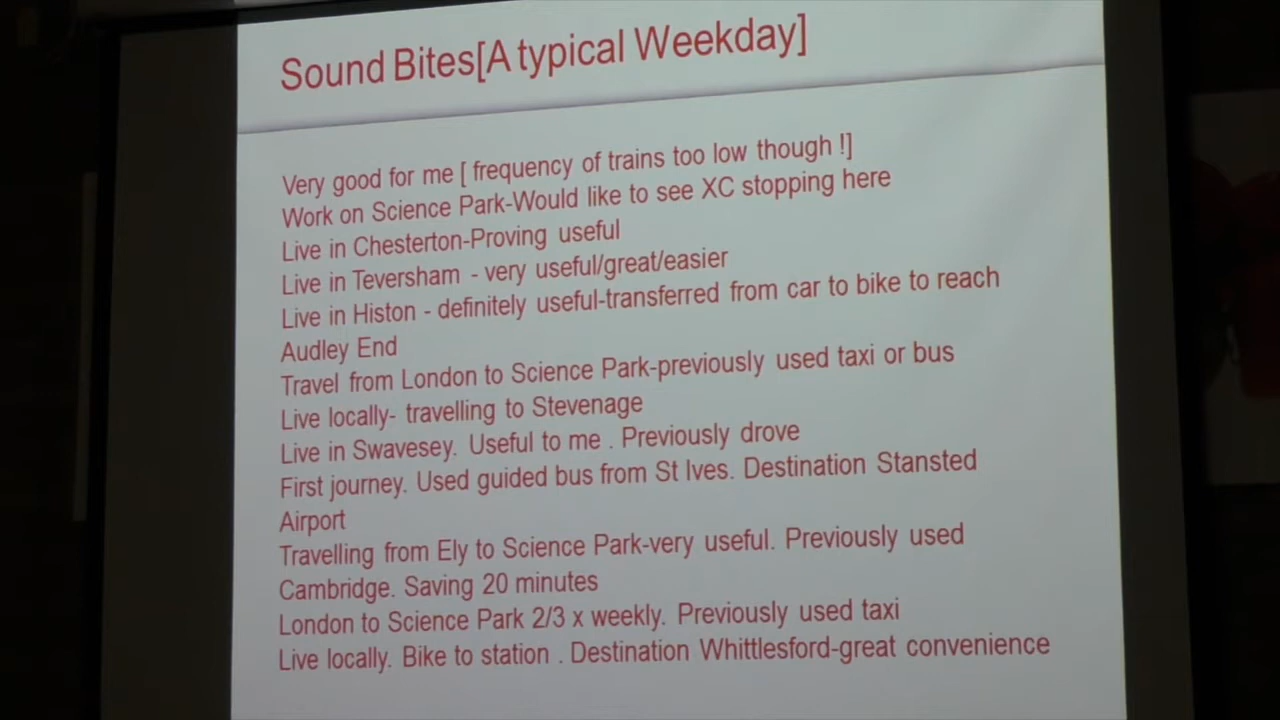 Sound Bites[A typical Weekday]
Very good for me [ frequency of trains too low though !]
Work on Science Park-Would like to see XC stopping here
Live in Chesterton-Proving useful
Live in Teversham - very useful/great/easier
Live in Histon - definitely useful-transferred from car to bike to reach
Audley End
Travel from London to Science Park-previously used taxi or bus
Live locally- travelling to Stevenage
Live in Swavesey. Useful to me . Previously drove
First journey. Used guided bus from St Ives. Destination Stansted
Airport
Travelling from Ely to Science Park-very useful. Previously used
Cambridge. Saving 20 minutes
London to Science Park 2/3 x weekly. Previously used taxi
Live locally. Bike to station . Destination Whittlesford-great convenience